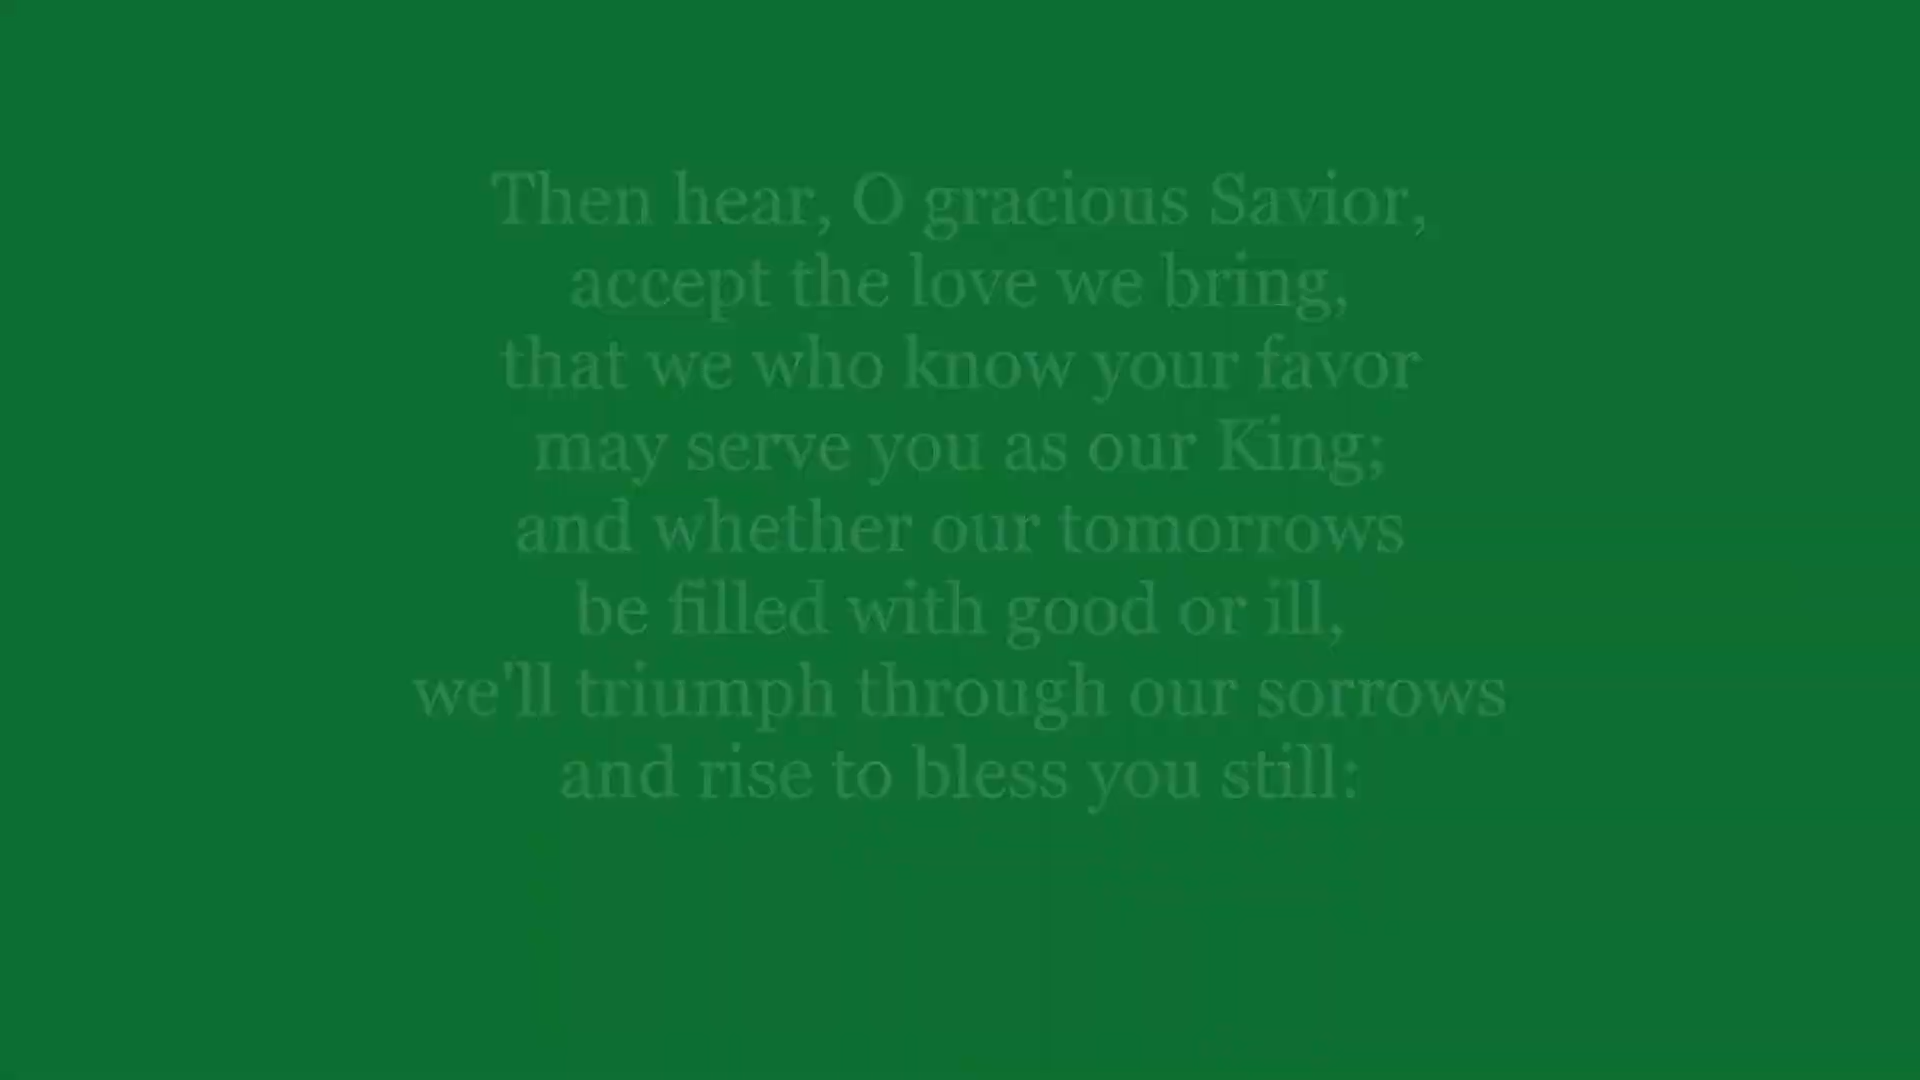 Then hear, O gracious Savior,
accept the love we bring,
that we who know your favor
may serve you as our King;
and whether our tomorrows
be filled with good or ill,
we'll triumph through our sorrows
and rise to bless you still: